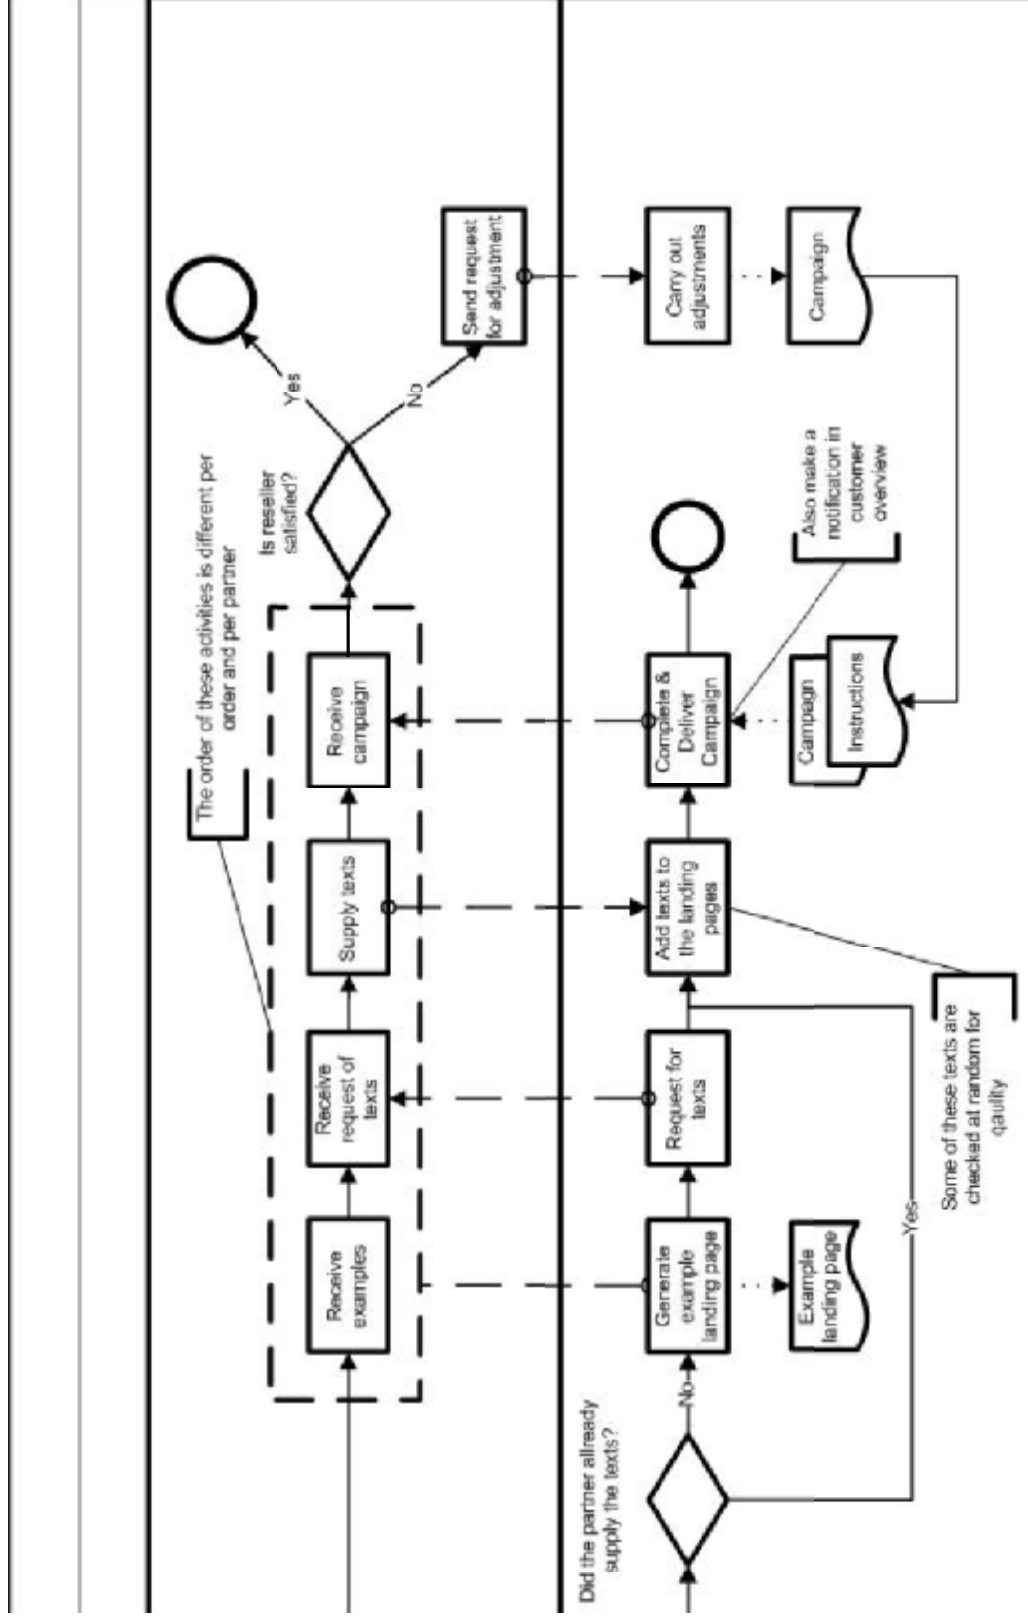 The order of these activities is different per
order and per partner
Is reseller
satisfied?
Yes
No
Receive
examples
Receive
request of
texts
Supply texts
Receive
campaign
Send request
for adjustment
Did the partner allready
supply the texts?
No
Yes
Generate
example
landing page
Request for
texts
Add texts to
the landing
pages
Complete &
Deliver
Campaign
Carry out
adjustments
Example
landing page
Campaign
Instructions
Campaign
Also make a
notification in
customer
overview
Some of these texts are
checked at random for
qaulity